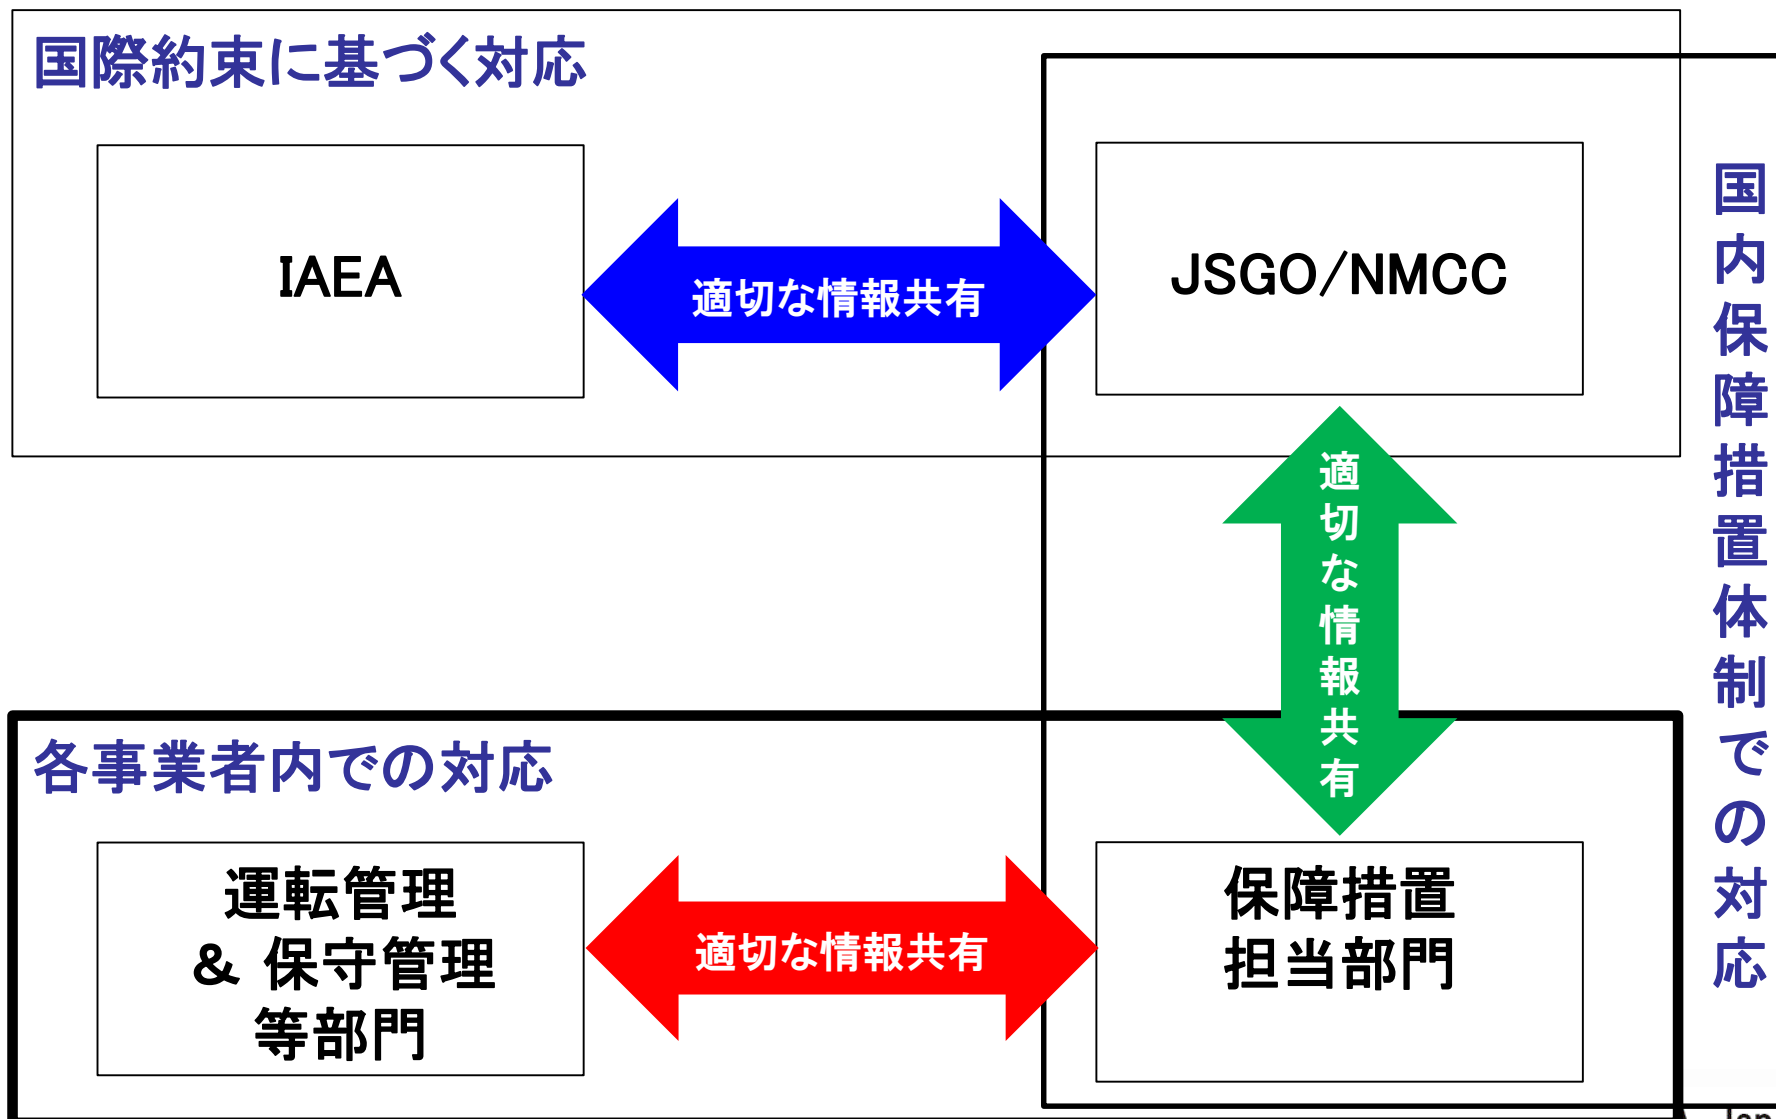 国際約束に基づく対応
IAEA
適切な情報共有
JSGO/NMCC
国内保障措置体制での対応
適切な情報共有
各事業者内での対応
運転管理
& 保守管理
等部門
適切な情報共有
保障措置
担当部門